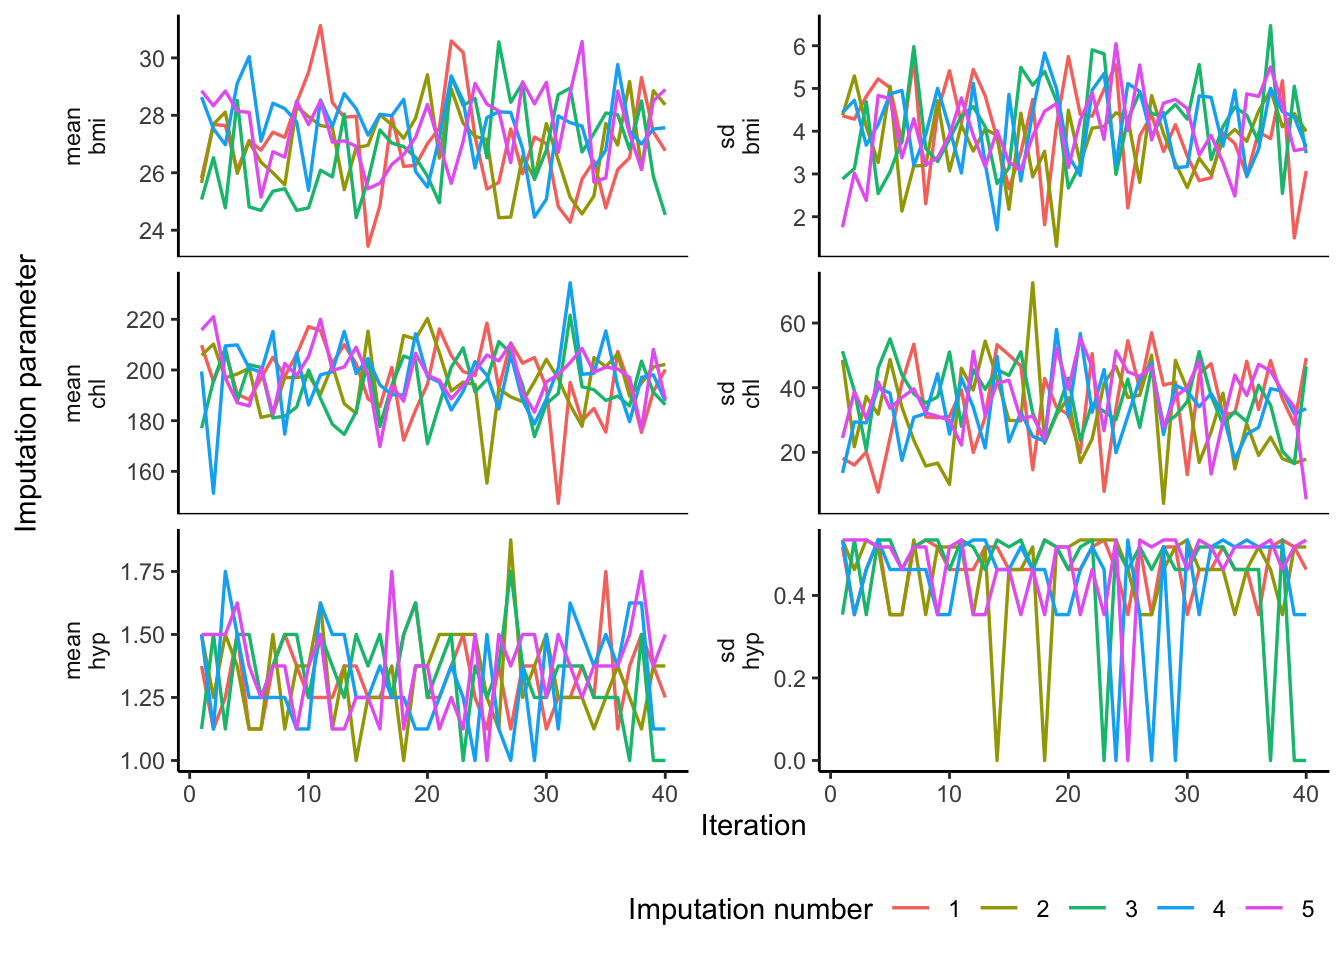 Imputation parameter
mean
bmi
30
28
26
24
sd
bmi
6
5
4
3
2
mean
chl
220
200
180
160
sd
chl
60
40
20
mean
hyp
1.75
1.50
1.25
1.00
sd
hyp
0.4
0.2
0.0
0 10 20 30 40
0 10 20 30 40
Iteration
Imputation number 1 2 3 4 5